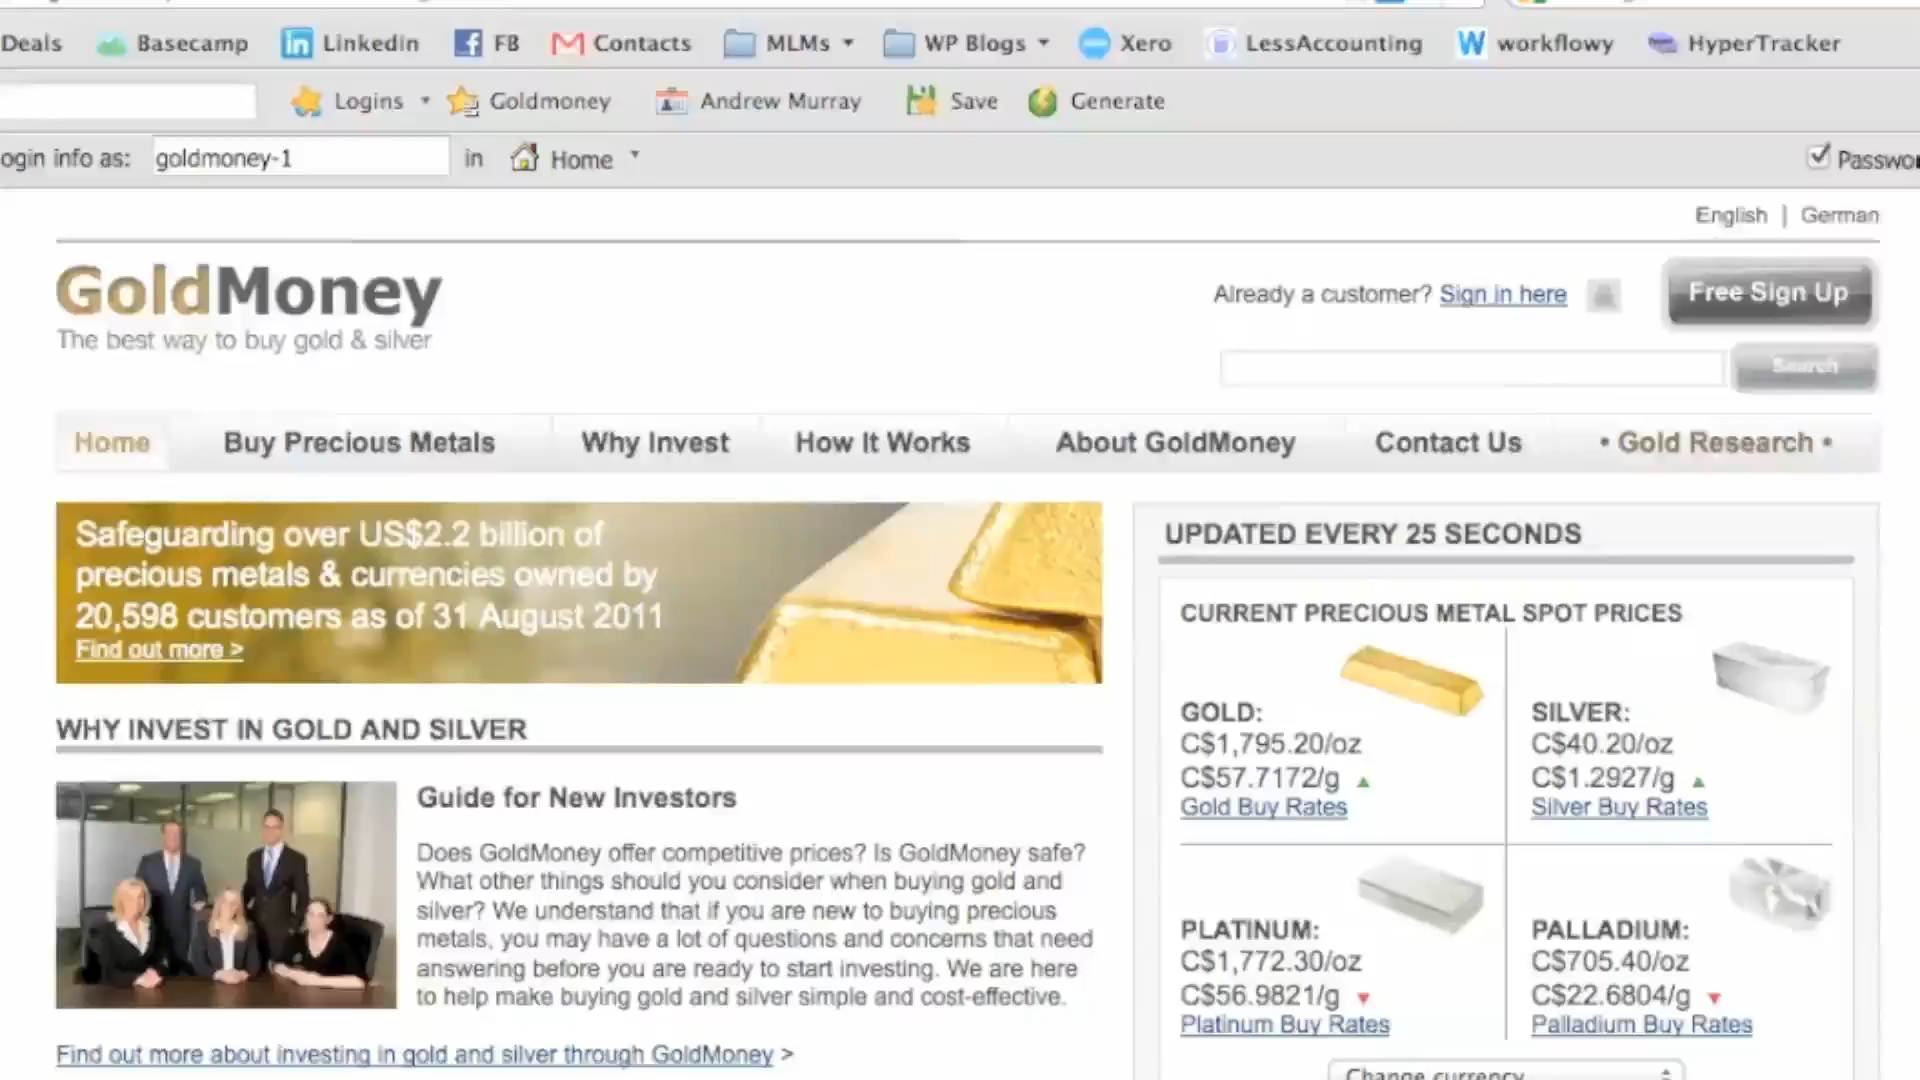 Deals Basecamp Linkedin FB Contacts MLMs WP Blogs Xero LessAccounting workflowy HyperTracker
Logins Goldmoney Andrew Murray Save Generate
ogin info as: goldmoney-1 in Home Passwo
English | German
GoldMoney
The best way to buy gold & silver
Already a customer? Sign in here
Free Sign Up
Search
Home Buy Precious Metals Why Invest How It Works About GoldMoney Contact Us • Gold Research •
Safeguarding over US$2.2 billion of
precious metals & currencies owned by
20,598 customers as of 31 August 2011
Find out more >
WHY INVEST IN GOLD AND SILVER
Guide for New Investors
Does GoldMoney offer competitive prices? Is GoldMoney safe?
What other things should you consider when buying gold and
silver? We understand that if you are new to buying precious
metals, you may have a lot of questions and concerns that need
answering before you are ready to start investing. We are here
to help make buying gold and silver simple and cost-effective.
Find out more about investing in gold and silver through GoldMoney >
UPDATED EVERY 25 SECONDS
CURRENT PRECIOUS METAL SPOT PRICES
GOLD:
C$1,795.20/oz
C$57.7172/g
Gold Buy Rates
SILVER:
C$40.20/oz
C$1.2927/g
Silver Buy Rates
PLATINUM:
C$1,772.30/oz
C$56.9821/g
Platinum Buy Rates
PALLADIUM:
C$705.40/oz
C$22.6804/g
Palladium Buy Rates
Change currency